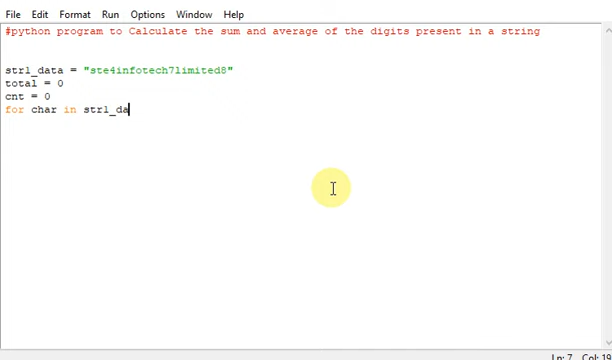 File Edit Format Run Options Window Help
#python program to Calculate the sum and average of the digits present in a string
str1_data = "ste4infotech7limited8"
total = 0
cnt = 0
for char in str1_da
Ln: 7 Col: 19